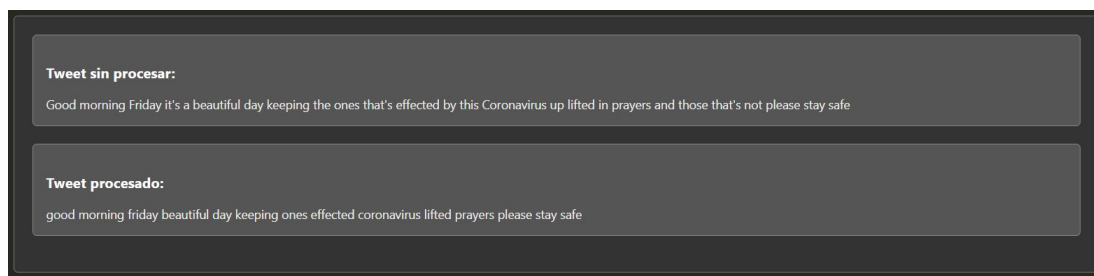 Tweet sin procesar:
Good morning Friday it's a beautiful day keeping the ones that's effected by this Coronavirus up lifted in prayers and those that's not please stay safe
Tweet procesado:
good morning friday beautiful day keeping ones effected coronavirus lifted prayers please stay safe